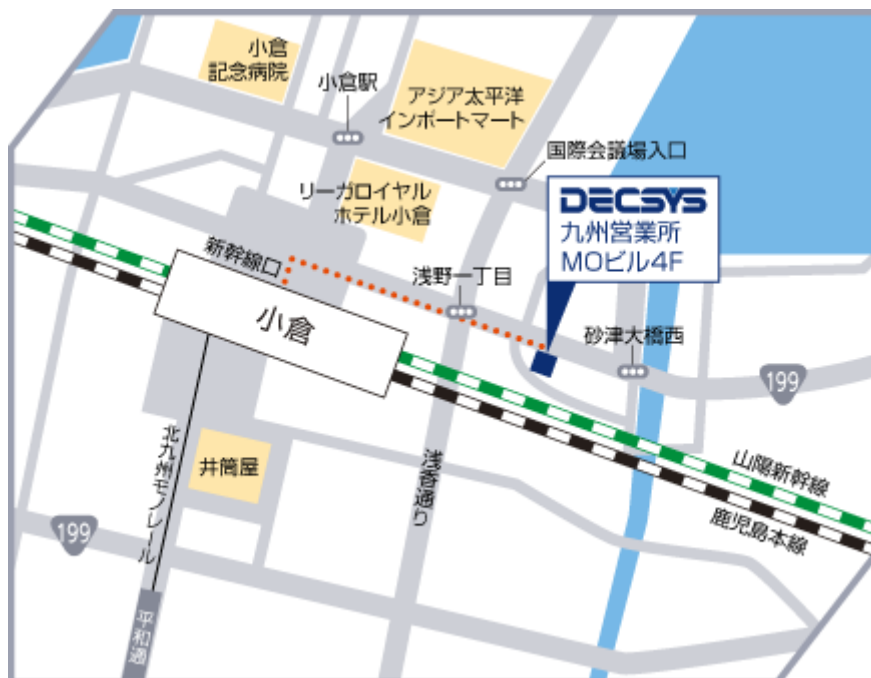 小倉
記念病院
小倉駅
アジア太平洋
インポートマート
国際会議場入口
リーガロイヤル
ホテル小倉
DECSYS
九州営業所
MOビル4F
新幹線口
浅野一丁目
小倉
砂津大橋西
199
北九州モノレール
井筒屋
浅香通り
山陽新幹線
鹿児島本線
199
平和通